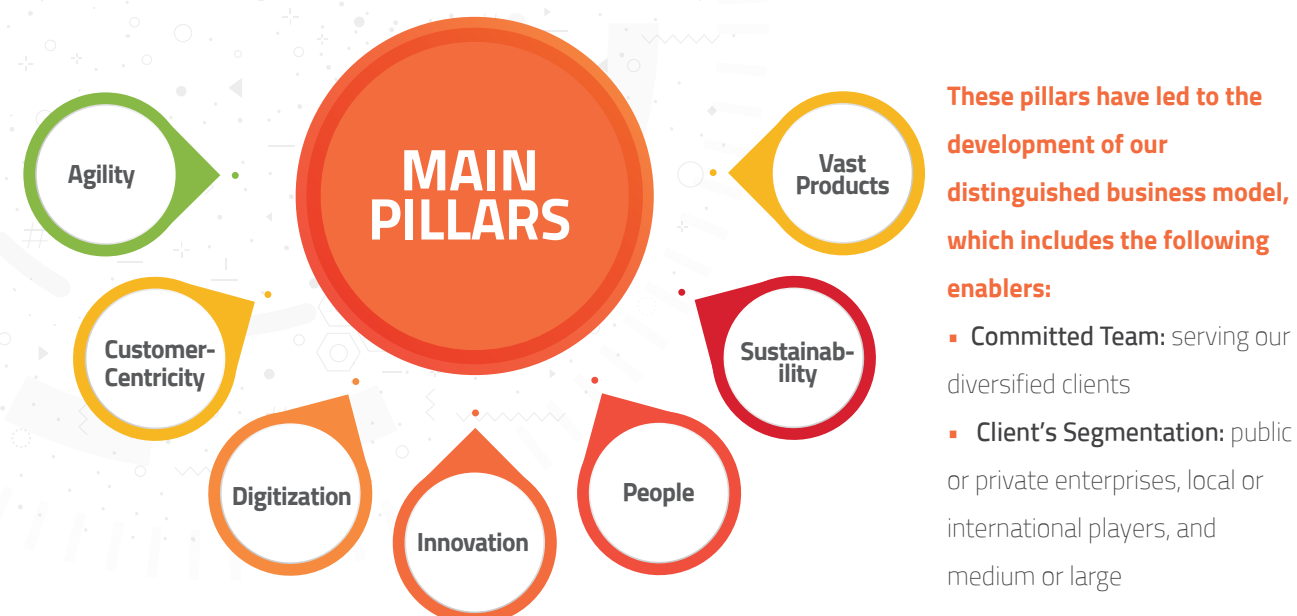 MAIN
PILLARS
Agility
Customer-
Centricity
Digitization
Innovation
People
Sustainab-
ility
Vast
Products
These pillars have led to the
development of our
distinguished business model,
which includes the following
enablers:
▪ Committed Team: serving our
diversified clients
▪ Client’s Segmentation: public
or private enterprises, local or
international players, and
medium or large